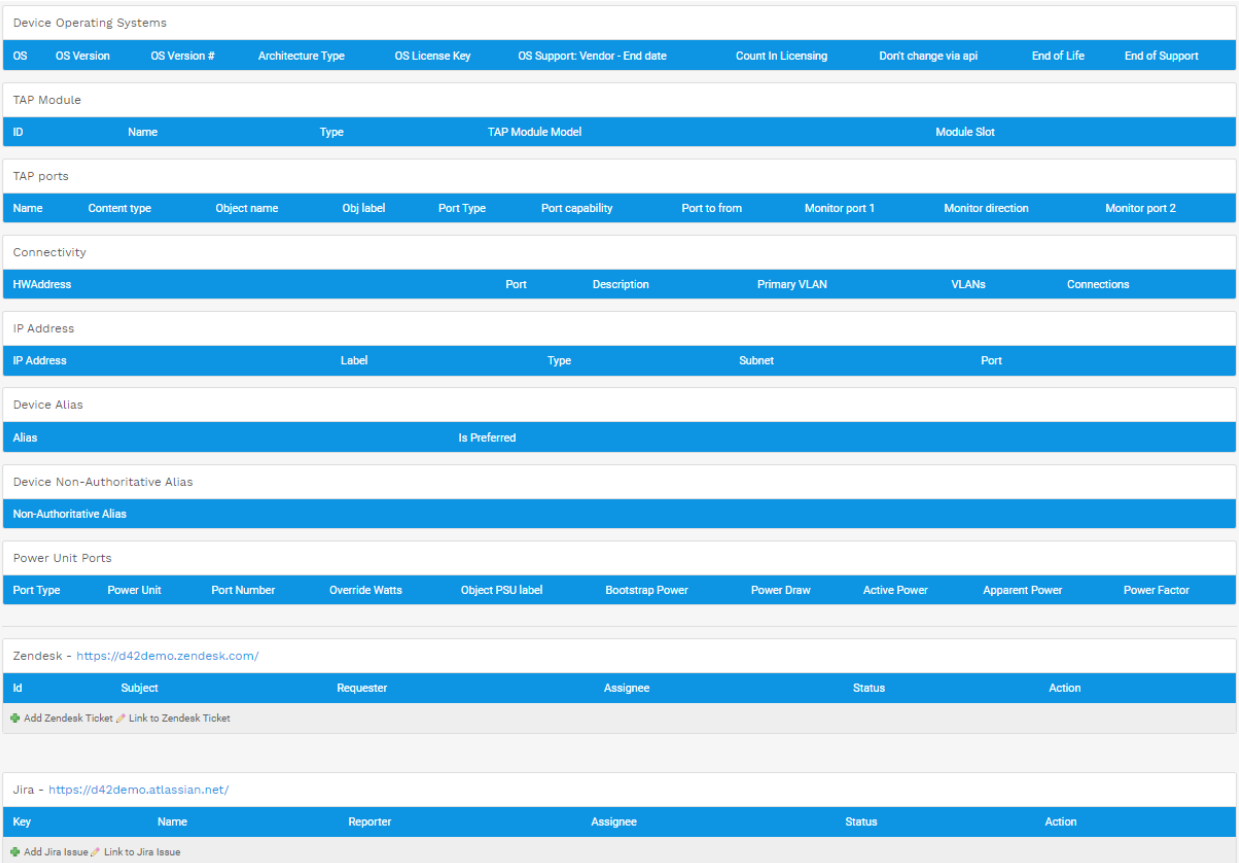 Device Operating Systems
OS OS Version OS Version # Architecture Type OS License Key OS Support: Vendor - End date Count In Licensing Don't change via api End of Life End of Support
TAP Module
ID Name Type TAP Module Model Module Slot
TAP ports
Name Content type Object name Obj label Port Type Port capability Port to from Monitor port 1 Monitor direction Monitor port 2
Connectivity
HWAddress Port Description Primary VLAN VLANs Connections
IP Address
IP Address Label Type Subnet Port
Device Alias
Alias Is Preferred
Device Non-Authoritative Alias
Non-Authoritative Alias
Power Unit Ports
Port Type Power Unit Port Number Override Watts Object PSU label Bootstrap Power Power Draw Active Power Apparent Power Power Factor
Zendesk - https://d42demo.zendesk.com/
Id Subject Requester Assignee Status Action
Add Zendesk Ticket Link to Zendesk Ticket
Jira - https://d42demo.atlassian.net/
Key Name Reporter Assignee Status Action
Add Jira Issue Link to Jira Issue